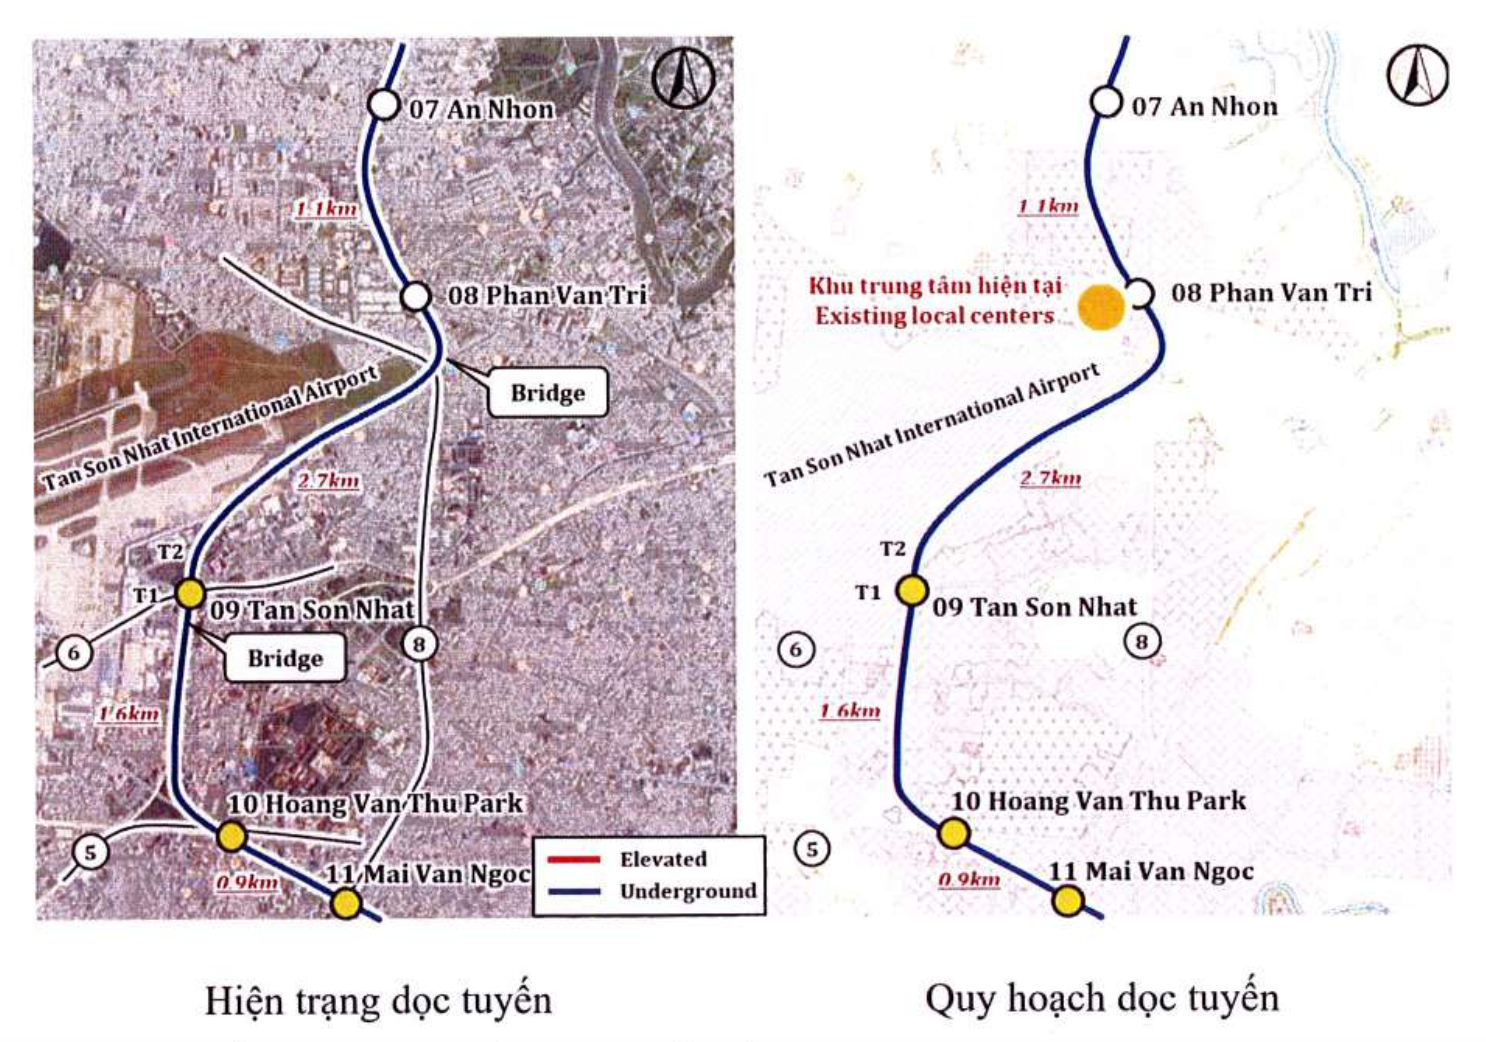 07 An Nhon
1.1km
08 Phan Van Tri
Bridge
Tan Son Nhat International Airport
2.7km
T2
T1
09 Tan Son Nhat
Bridge
6
8
1.6km
10 Hoang Van Thu Park
5
0.9km
11 Mai Van Ngoc
Elevated
Underground
Hiện trạng dọc tuyến
07 An Nhon
1.1km
Khu trung tâm hiện tại
Existing local centers
08 Phan Van Tri
Tan Son Nhat International Airport
2.7km
T2
T1
09 Tan Son Nhat
6
8
1.6km
10 Hoang Van Thu Park
5
0.9km
11 Mai Van Ngoc
Quy hoạch dọc tuyến